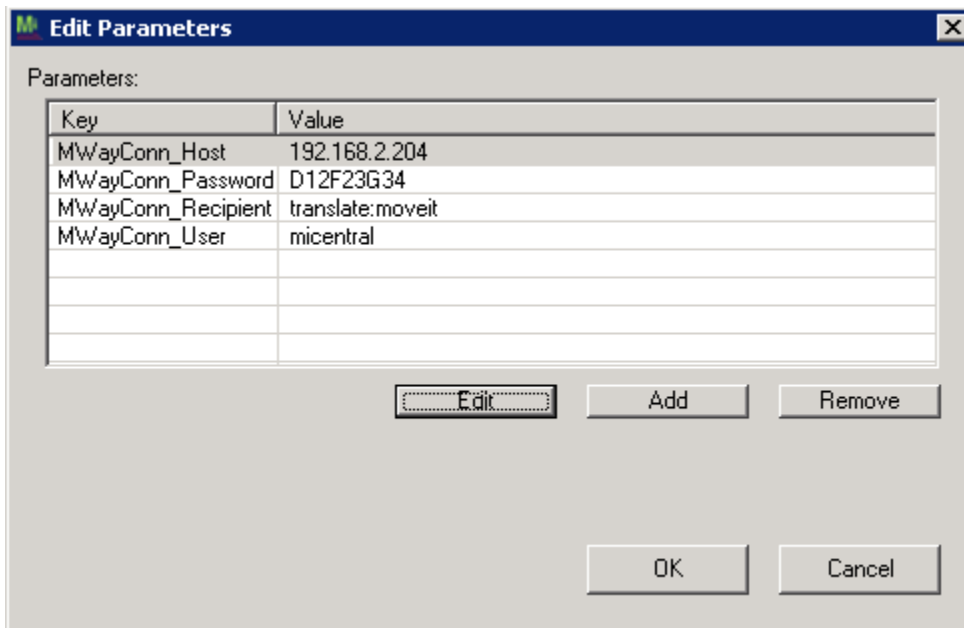 Edit Parameters
Parameters:
Key Value
MWayConn_Host 192.168.2.204
MWayConn_Password D12F23G34
MWayConn_Recipient translate:moveit
MWayConn_User micentral
Edit Add Remove
OK Cancel